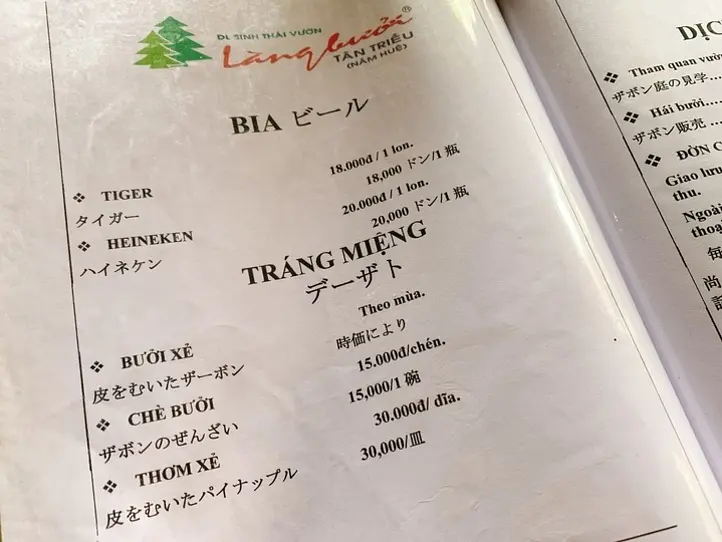 DL SINH THÁI VƯỜN
Làng bưởi®
TÂN TRIỀU
(NĂM HUỆ)
BIA ビール
❖ TIGER 18.000đ / 1 lon.
タイガー 18,000 ドン/1 瓶
❖ HEINEKEN 20.000đ / 1 lon.
ハイネケン 20,000 ドン/1 瓶
TRÁNG MIỆNG
デーザト
❖ BƯỞI XẺ Theo mùa.
皮をむいたザーボン 時価により
❖ CHÈ BƯỞI 15.000đ/chén.
ザボンのぜんざい 15,000/1 碗
❖ THƠM XẺ 30.000đ/ dĩa.
皮をむいたパイナップル 30,000/皿
DỊC
❖ Tham quan vườ
ザボン庭の見学...
❖ Hái bưởi....
ザボン販売 ...
❖ ĐỜN C
Giao lưu
thu.
Ngoài
thoạ
毎
尚